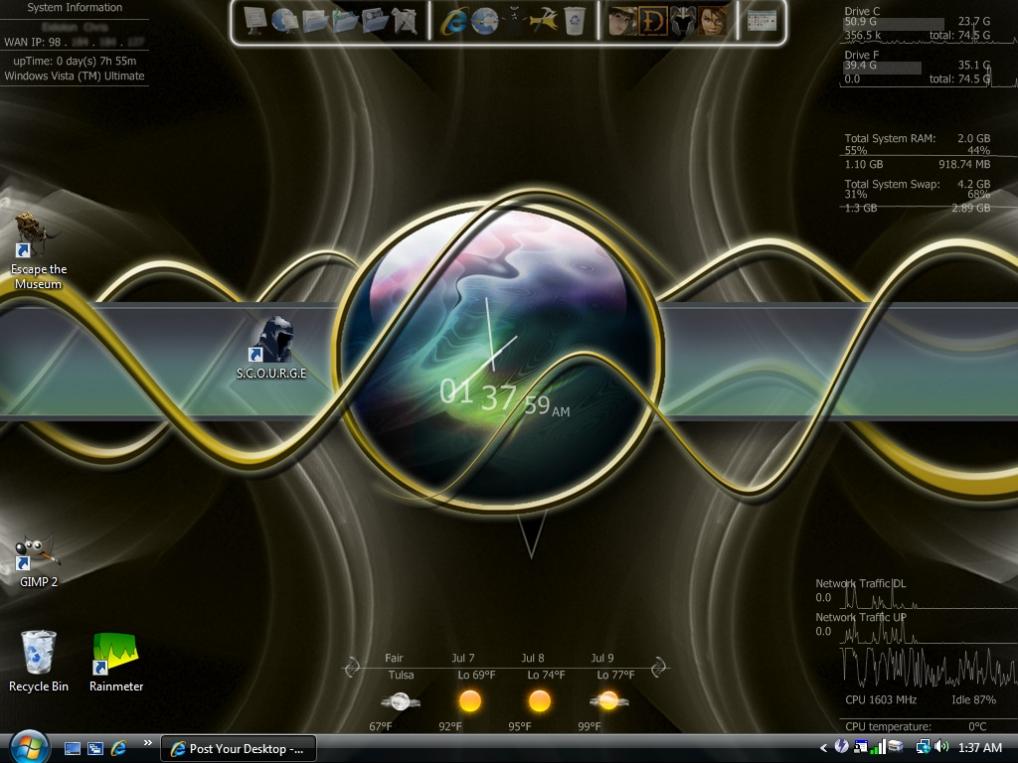 System Information
WAN IP: 98 .
upTime: 0 day(s) 7h 55m
Windows Vista (TM) Ultimate
Drive C
50.9 G 23.7 G
356.5 k total: 74.5 G
Drive F
39.4 G 35.1 G
0.0 total: 74.5 G
Total System RAM: 2.0 GB
55% 44%
1.10 GB 918.74 MB
Total System Swap: 4.2 GB
31% 68%
1.3 GB 2.89 GB
Escape the
Museum
S.C.O.U.R.G.E
01 37 59 AM
GIMP 2
Recycle Bin
Rainmeter
Network Traffic DL
0.0
Network Traffic UP
0.0
CPU 1603 MHz Idle 87%
CPU temperature: 0°C
Fair Jul 7 Jul 8 Jul 9
Tulsa Lo 69°F Lo 74°F Lo 77°F
67°F 92°F 95°F 99°F
Post Your Desktop -...
1:37 AM